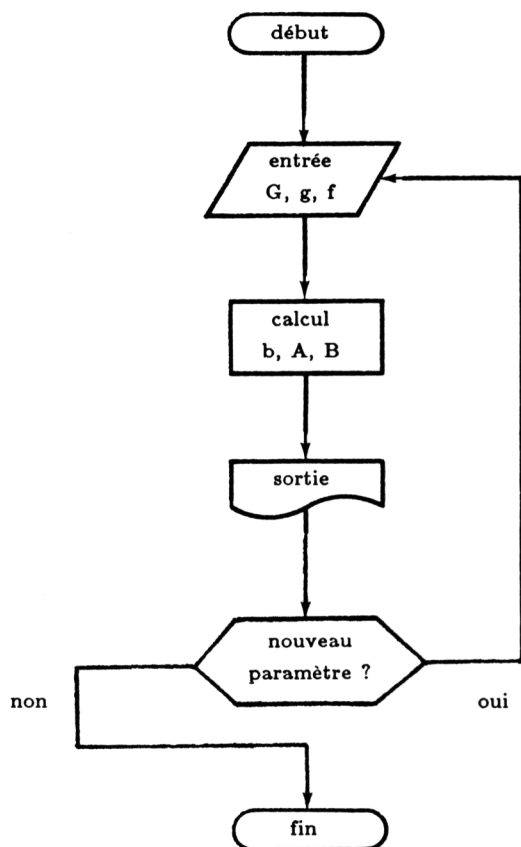 début
entrée
G, g, f
calcul
b, A, B
sortie
nouveau
paramètre ?
non
oui
fin